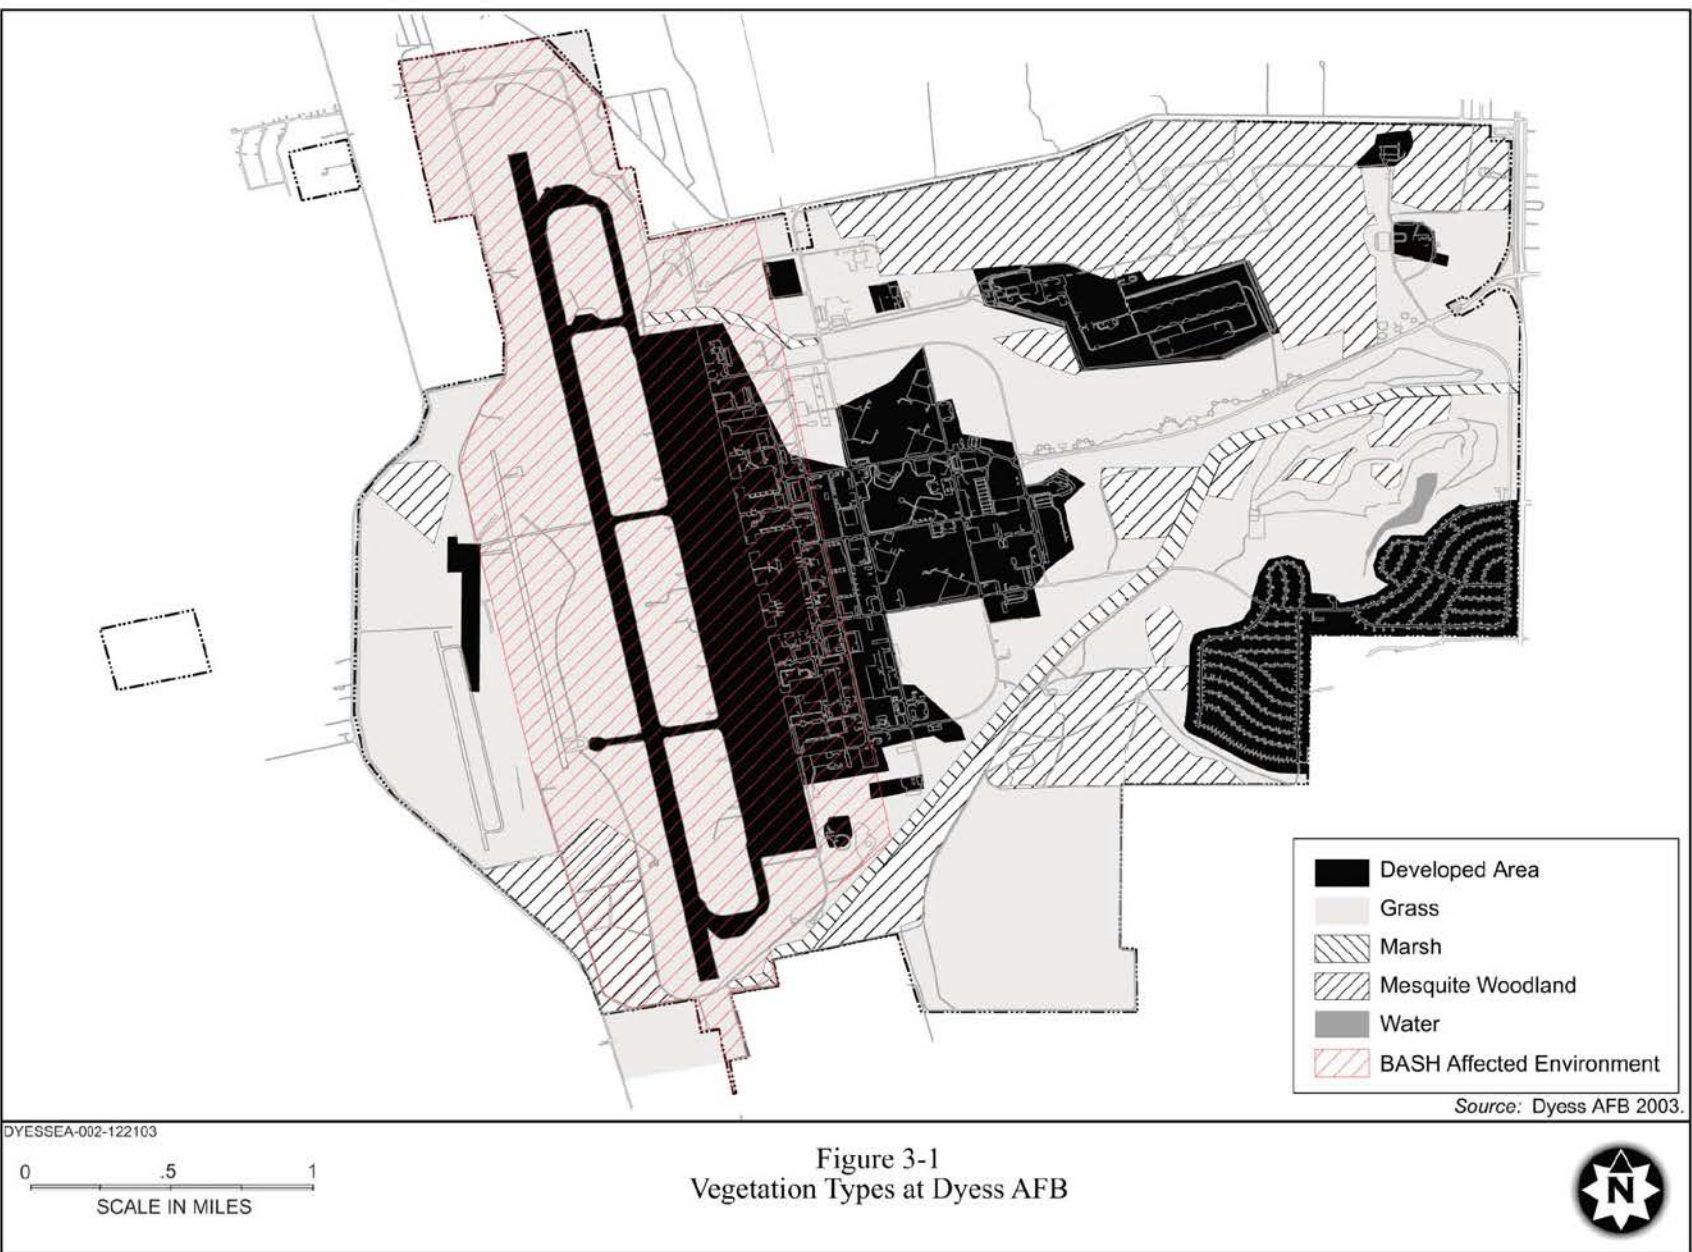 Developed Area
Grass
Marsh
Mesquite Woodland
Water
BASH Affected Environment
Source: Dyess AFB 2003.
DYESSEA-002-122103
0 .5 1
SCALE IN MILES
Figure 3-1
Vegetation Types at Dyess AFB
N